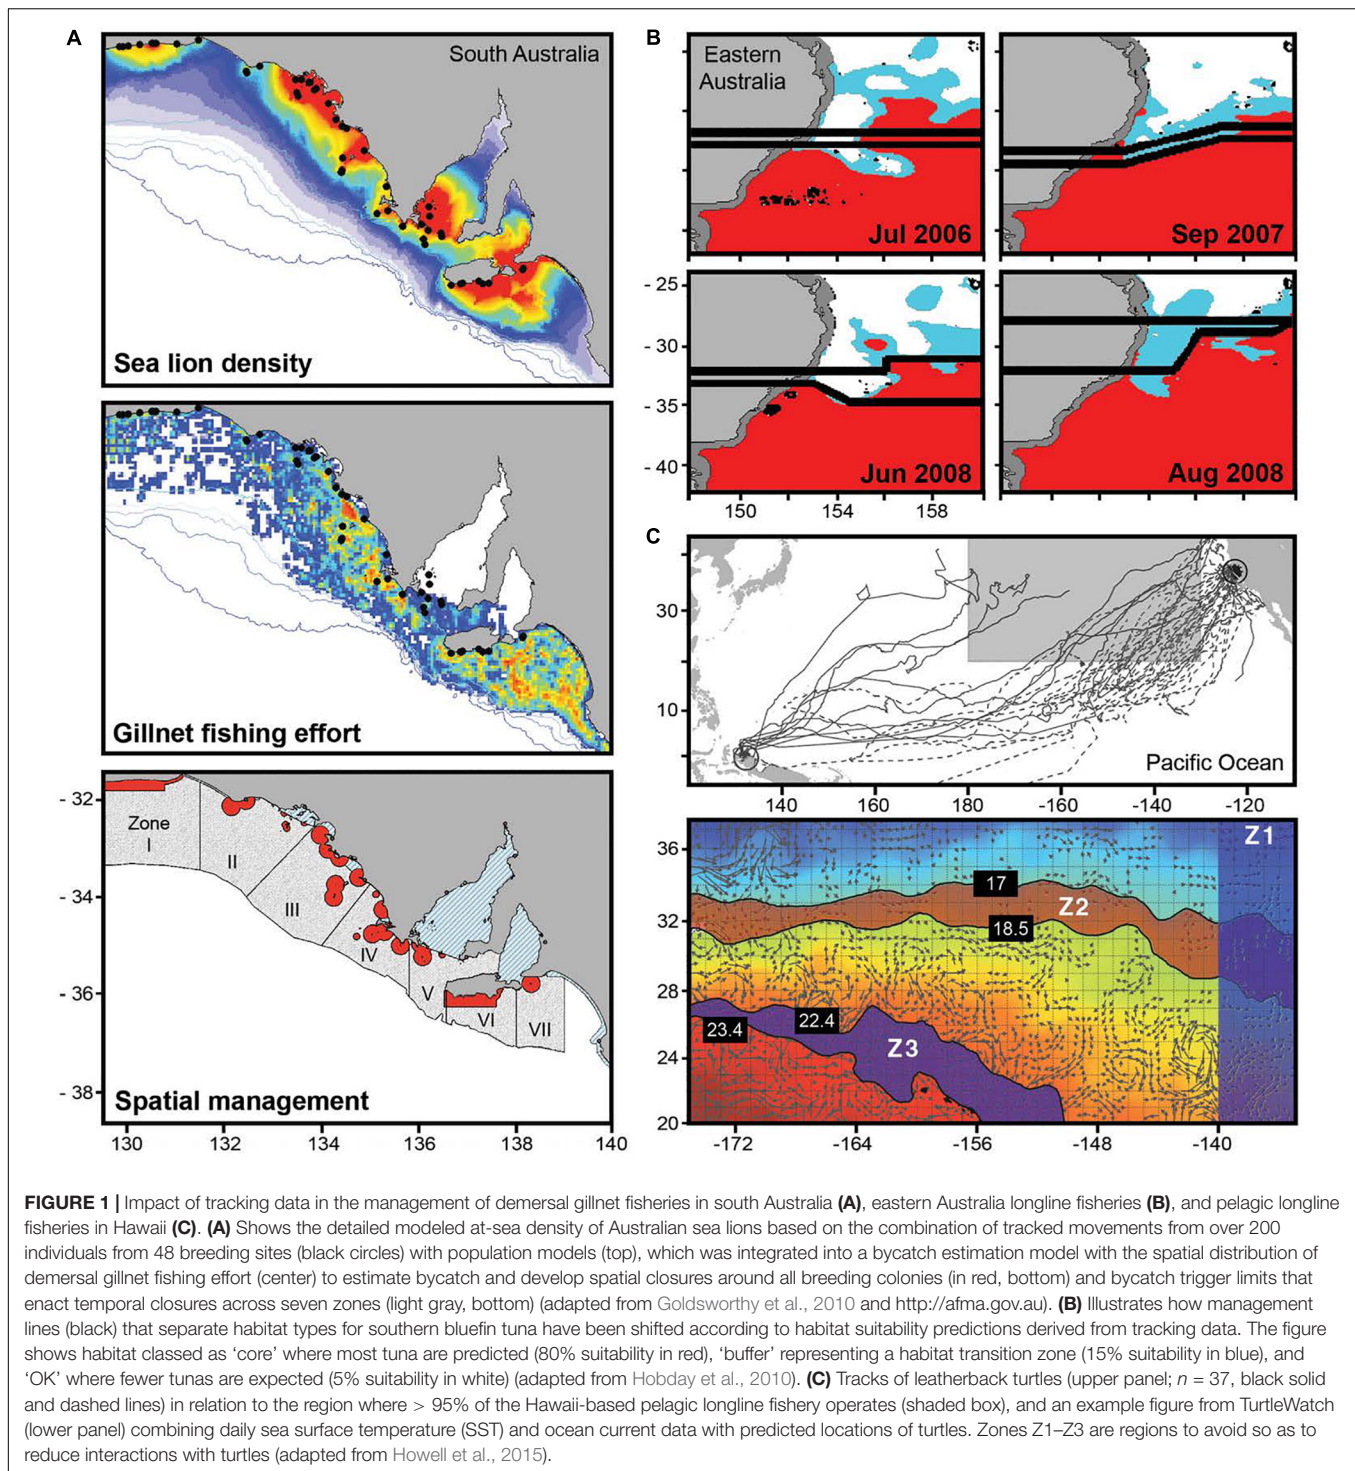 A
South Australia
Sea lion density
Gillnet fishing effort
Zone
I
II
III
IV
V
VI
VII
Spatial management
- 32
- 34
- 36
- 38
130 132 134 136 138 140
B
Eastern
Australia
Jul 2006
Sep 2007
- 25
- 30
- 35
- 40
Jun 2008
Aug 2008
150 154 158
C
30
10
Pacific Ocean
140 160 180 -160 -140 -120
Z1
36
17
Z2
32
18.5
28
22.4
23.4
Z3
24
20
-172 -164 -156 -148 -140
FIGURE 1 | Impact of tracking data in the management of demersal gillnet fisheries in south Australia (A), eastern Australia longline fisheries (B), and pelagic longline
fisheries in Hawaii (C). (A) Shows the detailed modeled at-sea density of Australian sea lions based on the combination of tracked movements from over 200
individuals from 48 breeding sites (black circles) with population models (top), which was integrated into a bycatch estimation model with the spatial distribution of
demersal gillnet fishing effort (center) to estimate bycatch and develop spatial closures around all breeding colonies (in red, bottom) and bycatch trigger limits that
enact temporal closures across seven zones (light gray, bottom) (adapted from Goldsworthy et al., 2010 and http://afma.gov.au). (B) Illustrates how management
lines (black) that separate habitat types for southern bluefin tuna have been shifted according to habitat suitability predictions derived from tracking data. The figure
shows habitat classed as ‘core’ where most tuna are predicted (80% suitability in red), ‘buffer’ representing a habitat transition zone (15% suitability in blue), and
‘OK’ where fewer tunas are expected (5% suitability in white) (adapted from Hobday et al., 2010). (C) Tracks of leatherback turtles (upper panel; n = 37, black solid
and dashed lines) in relation to the region where > 95% of the Hawaii-based pelagic longline fishery operates (shaded box), and an example figure from TurtleWatch
(lower panel) combining daily sea surface temperature (SST) and ocean current data with predicted locations of turtles. Zones Z1–Z3 are regions to avoid so as to
reduce interactions with turtles (adapted from Howell et al., 2015).